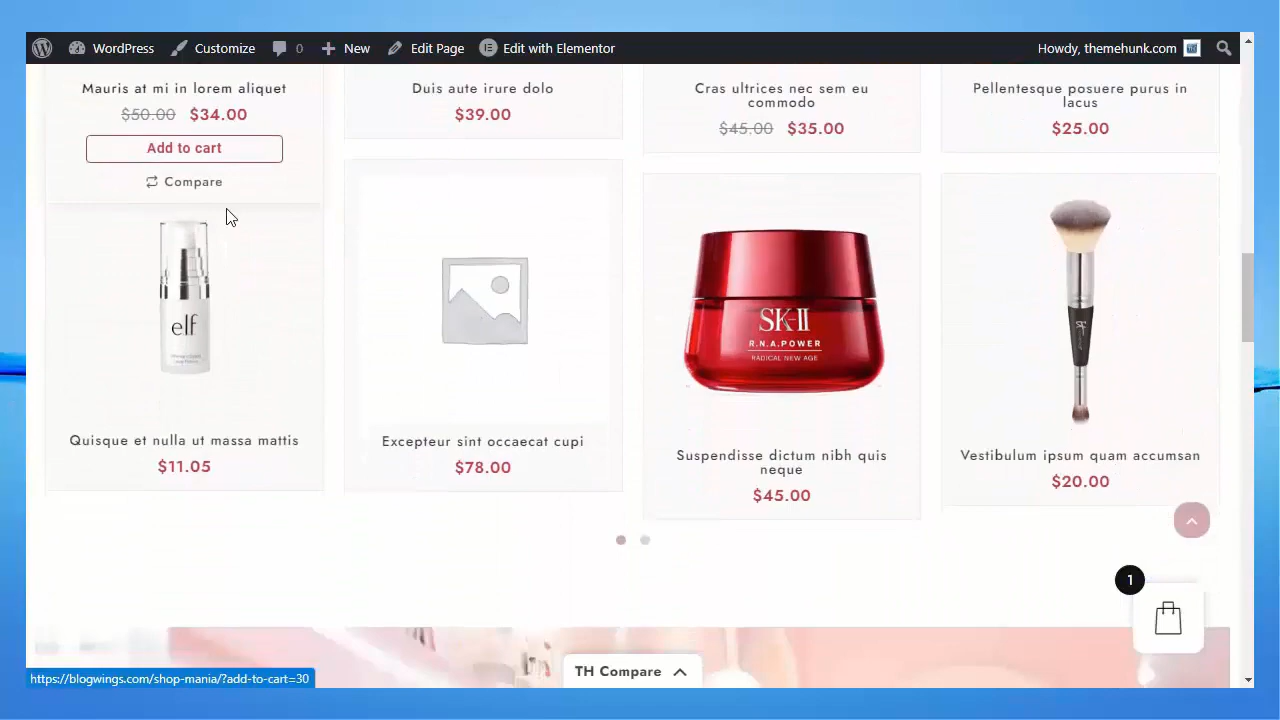 WordPress
Customize
0
New
Edit Page
Edit with Elementor
Howdy, themehunk.com
Mauris at mi in lorem aliquet
$50.00 $34.00
Add to cart
Compare
Duis aute irure dolo
$39.00
Cras ultrices nec sem eu
commodo
$45.00 $35.00
Pellentesque posuere purus in
lacus
$25.00
elf
Quisque et nulla ut massa mattis
$11.05
Excepteur sint occaecat cupi
$78.00
SK-II
R.N.A.POWER
RADICAL NEW AGE
Suspendisse dictum nibh quis
neque
$45.00
Vestibulum ipsum quam accumsan
$20.00
1
TH Compare
https://blogwings.com/shop-mania/?add-to-cart=30